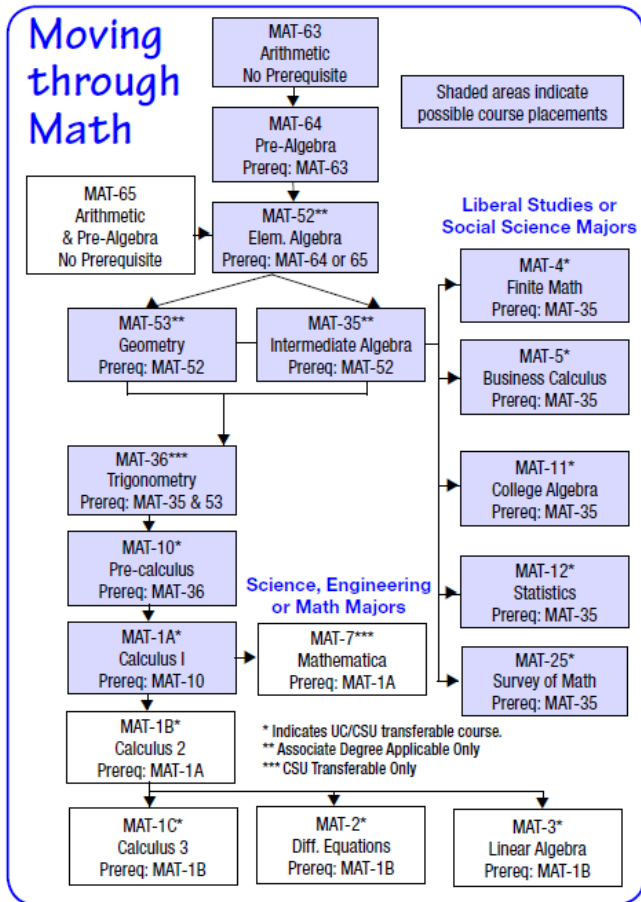 Moving
through
Math
MAT-63
Arithmetic
No Prerequisite
Shaded areas indicate
possible course placements
MAT-64
Pre-Algebra
Prereq: MAT-63
MAT-65
Arithmetic
& Pre-Algebra
No Prerequisite
MAT-52**
Elem. Algebra
Prereq: MAT-64 or 65
Liberal Studies or
Social Science Majors
MAT-4*
Finite Math
Prereq: MAT-35
MAT-53**
Geometry
Prereq: MAT-52
MAT-35**
Intermediate Algebra
Prereq: MAT-52
MAT-5*
Business Calculus
Prereq: MAT-35
MAT-36***
Trigonometry
Prereq: MAT-35 & 53
MAT-11*
College Algebra
Prereq: MAT-35
MAT-10*
Pre-calculus
Prereq: MAT-36
MAT-12*
Statistics
Prereq: MAT-35
Science, Engineering
or Math Majors
MAT-1A*
Calculus I
Prereq: MAT-10
MAT-7***
Mathematica
Prereq: MAT-1A
MAT-25*
Survey of Math
Prereq: MAT-35
MAT-1B*
Calculus 2
Prereq: MAT-1A
* Indicates UC/CSU transferable course.
** Associate Degree Applicable Only
*** CSU Transferable Only
MAT-1C*
Calculus 3
Prereq: MAT-1B
MAT-2*
Diff. Equations
Prereq: MAT-1B
MAT-3*
Linear Algebra
Prereq: MAT-1B